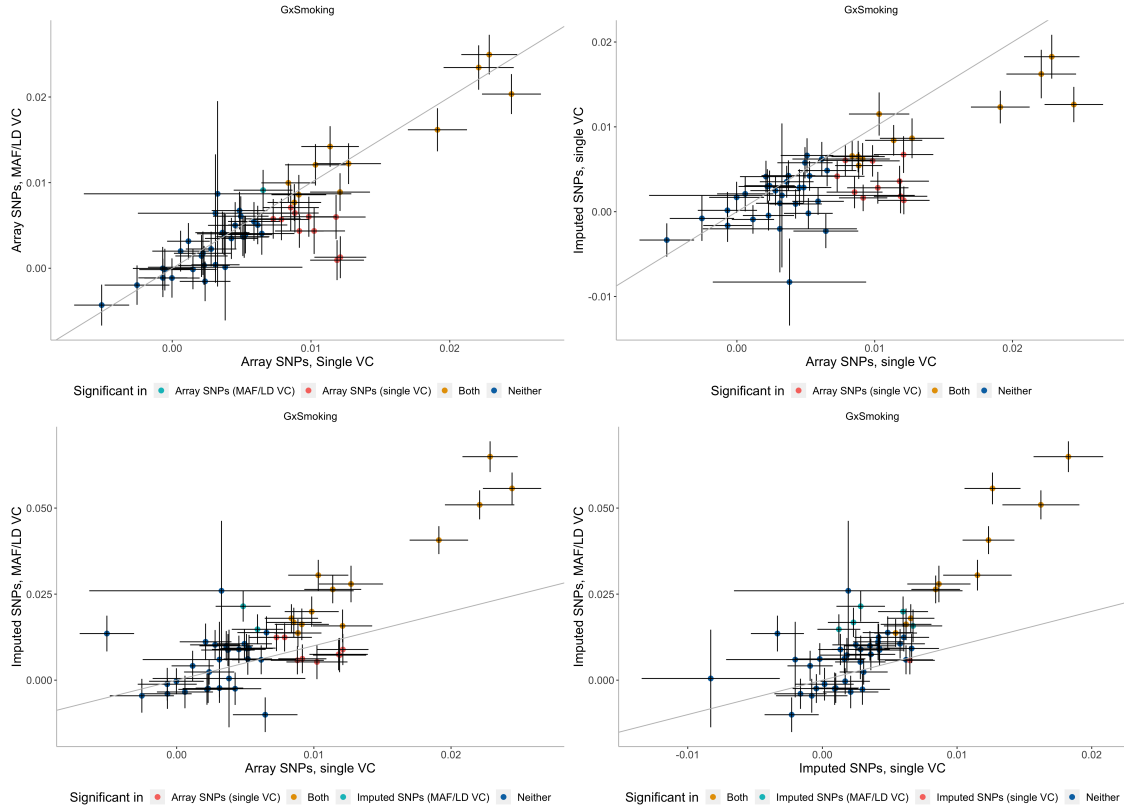 GxSmoking
Array SNPs, MAF/LD VC
0.02
0.01
0.00
0.00 0.01 0.02
Array SNPs, Single VC
Significant in Array SNPs (MAF/LD VC) Array SNPs (single VC) Both Neither
GxSmoking
Imputed SNPs, single VC
0.02
0.01
0.00
-0.01
0.00 0.01 0.02
Array SNPs, single VC
Significant in Array SNPs (single VC) Both Neither
GxSmoking
Imputed SNPs, MAF/LD VC
0.050
0.025
0.000
0.00 0.01 0.02
Array SNPs, single VC
Significant in Array SNPs (single VC) Both Imputed SNPs (MAF/LD VC) Neither
GxSmoking
Imputed SNPs, MAF/LD VC
0.050
0.025
0.000
-0.01 0.00 0.01 0.02
Imputed SNPs, single VC
Significant in Both Imputed SNPs (MAF/LD VC) Imputed SNPs (single VC) Neither